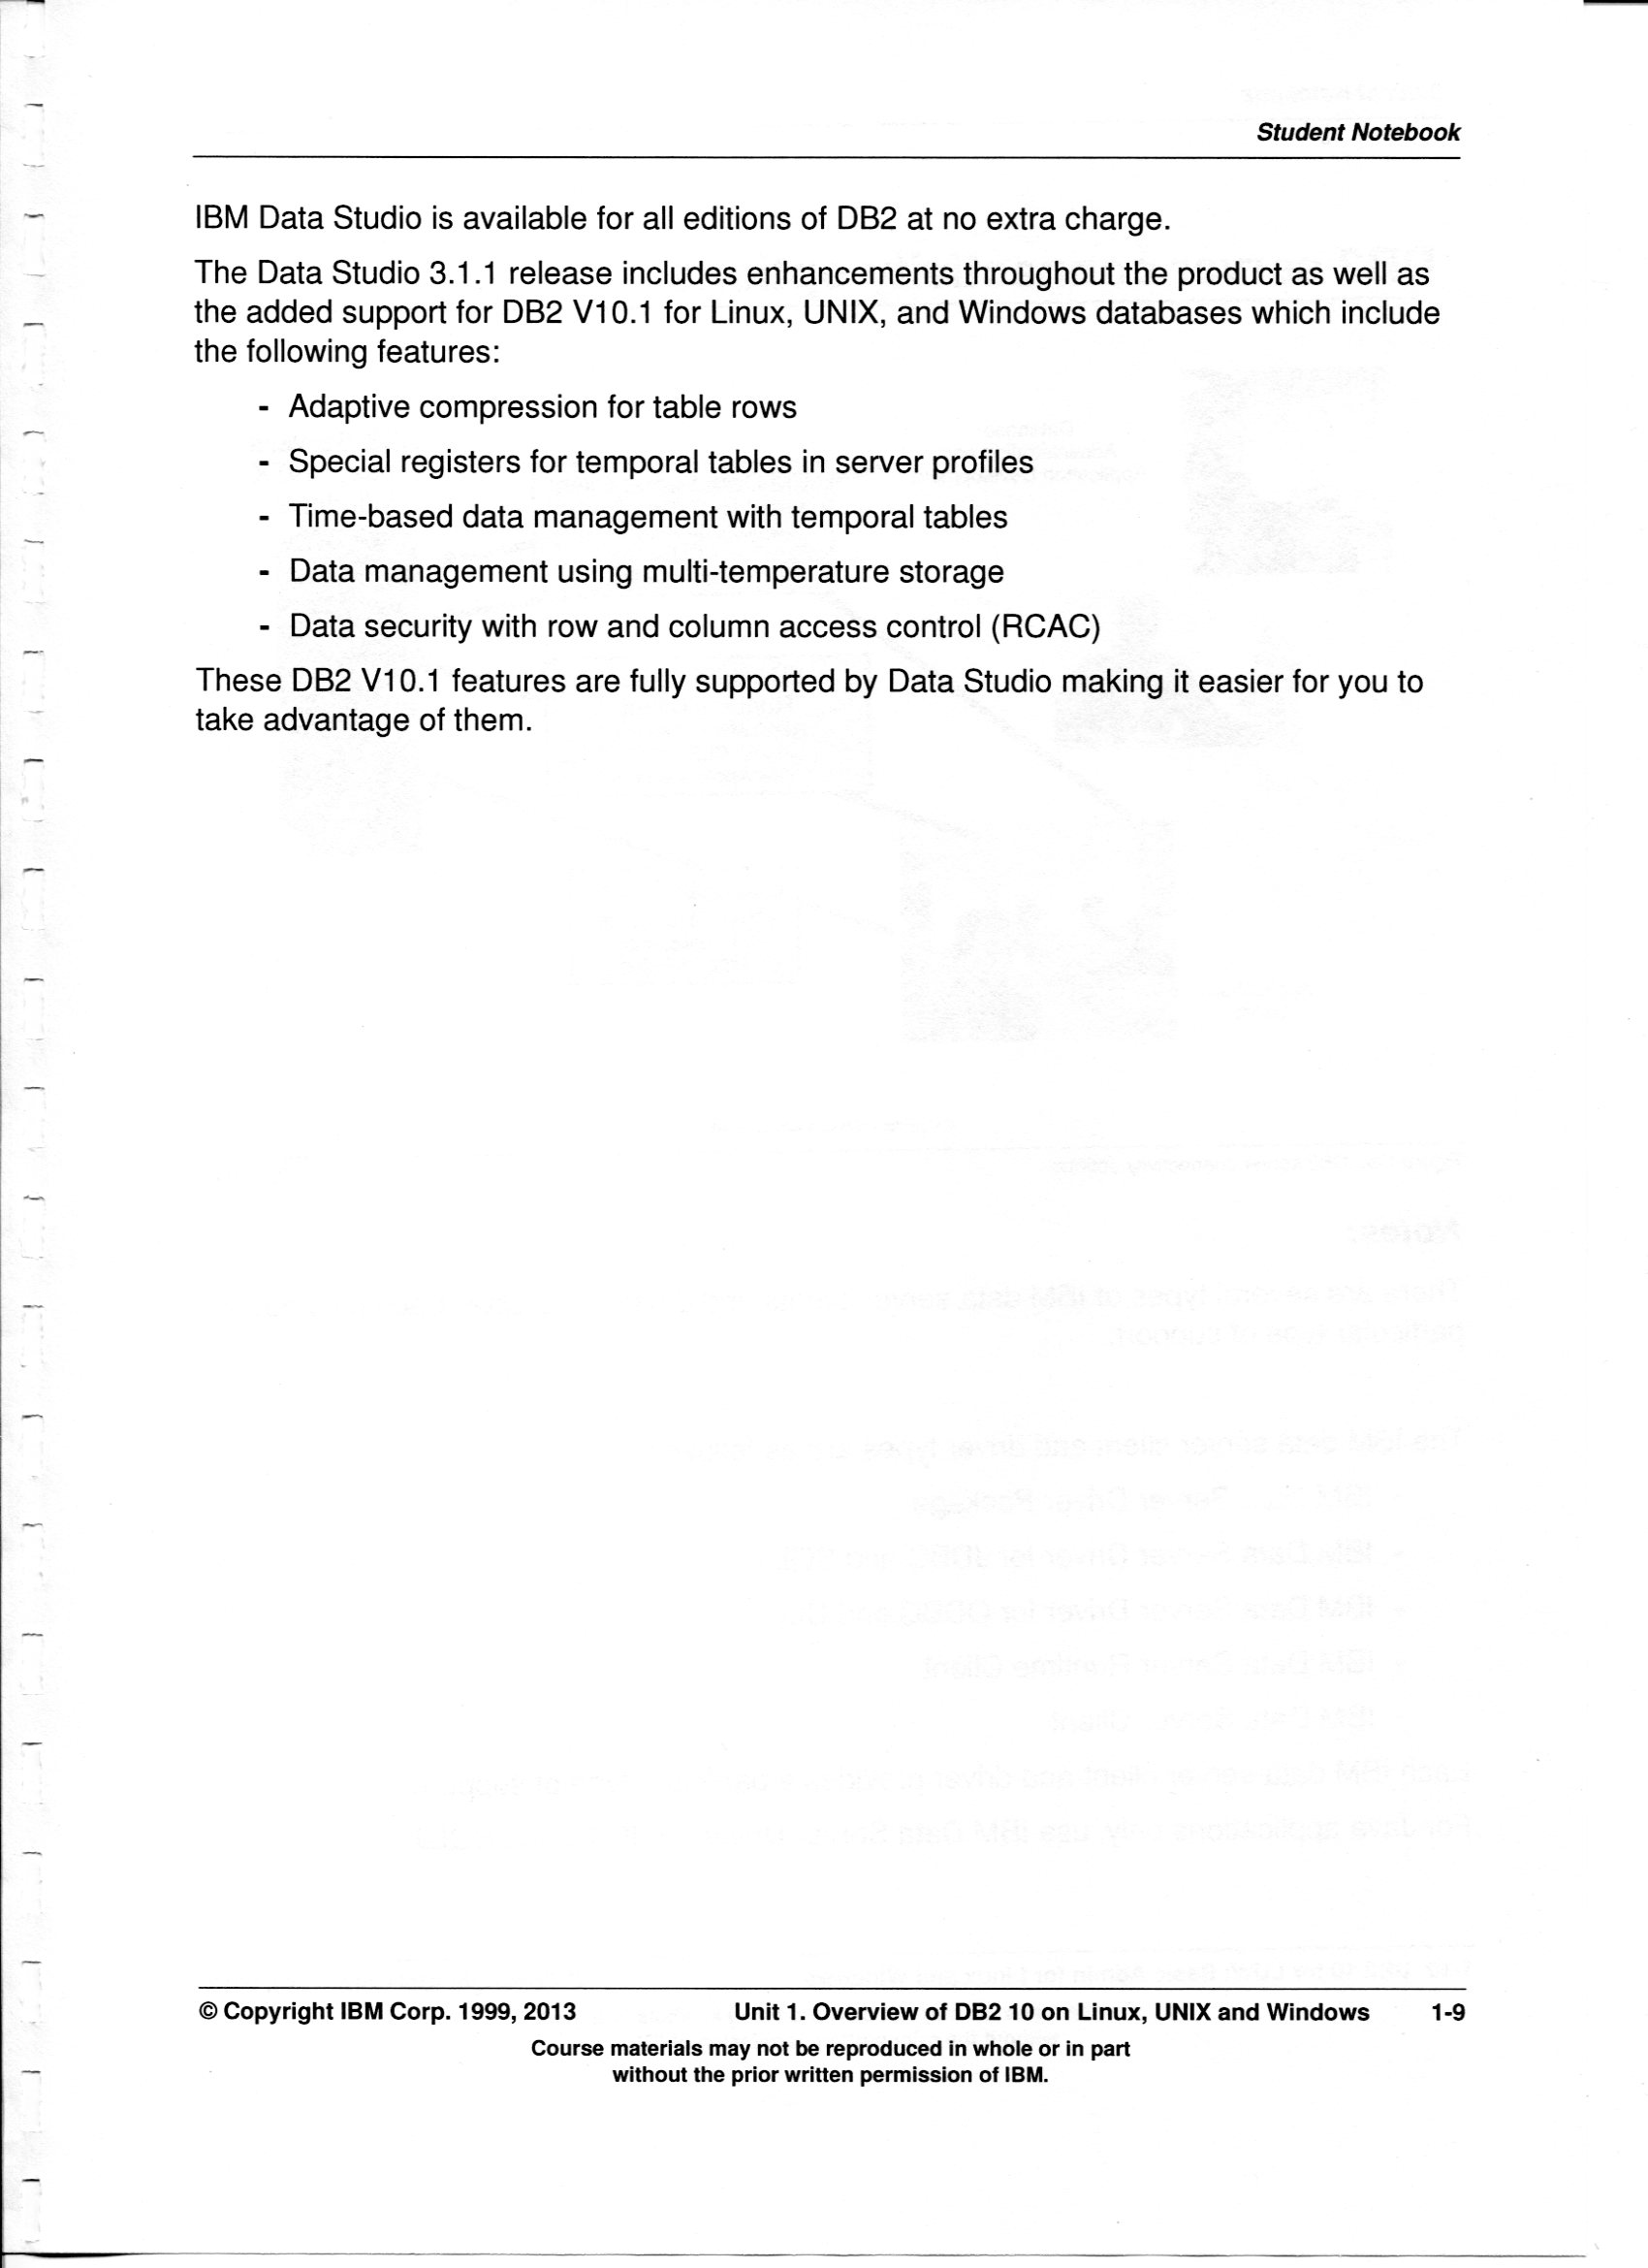 Student Notebook
IBM Data Studio is available for all editions of DB2 at no extra charge.
The Data Studio 3.1.1 release includes enhancements throughout the product as well as
the added support for DB2 V10.1 for Linux, UNIX, and Windows databases which include
the following features:
- Adaptive compression for table rows
- Special registers for temporal tables in server profiles
- Time-based data management with temporal tables
- Data management using multi-temperature storage
- Data security with row and column access control (RCAC)
These DB2 V10.1 features are fully supported by Data Studio making it easier for you to
take advantage of them.
© Copyright IBM Corp. 1999, 2013 Unit 1. Overview of DB2 10 on Linux, UNIX and Windows 1-9
Course materials may not be reproduced in whole or in part
without the prior written permission of IBM.